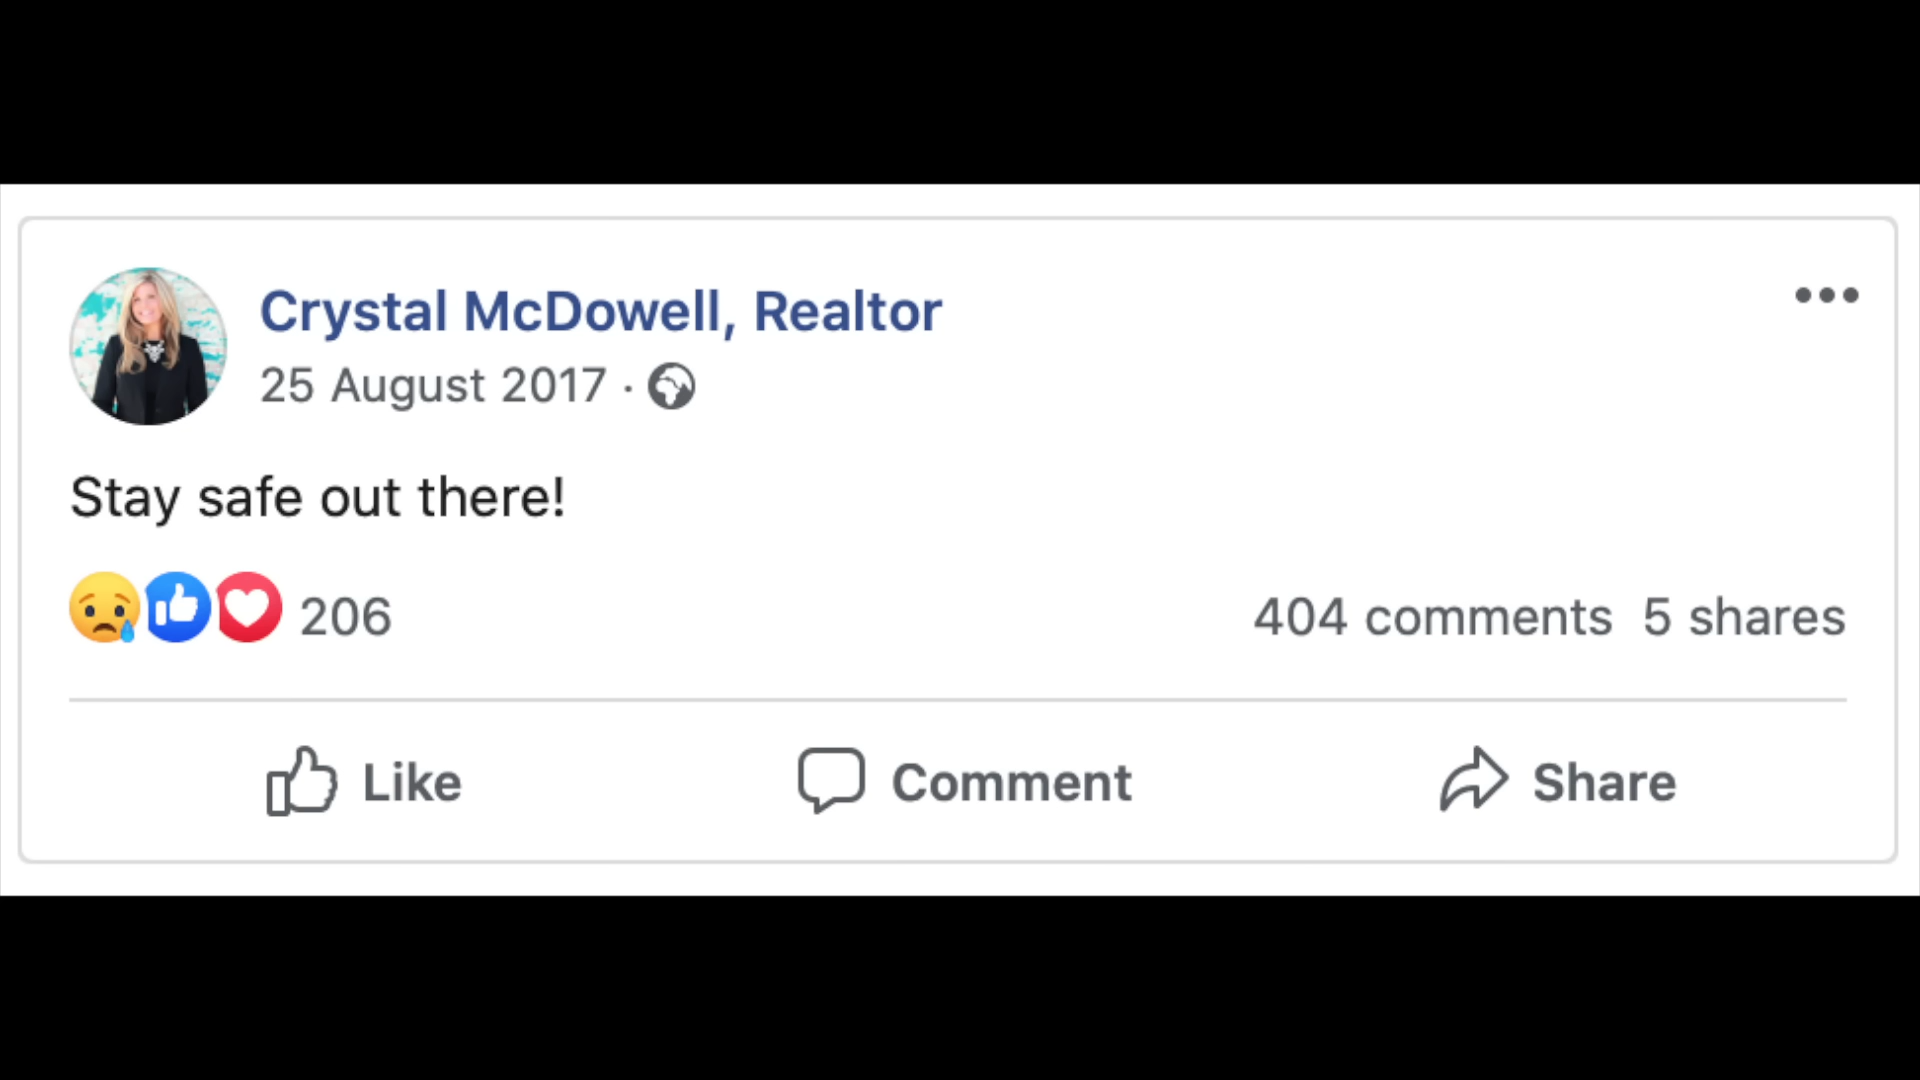 Crystal McDowell, Realtor
25 August 2017 ·
Stay safe out there!
206
404 comments 5 shares
Like Comment Share